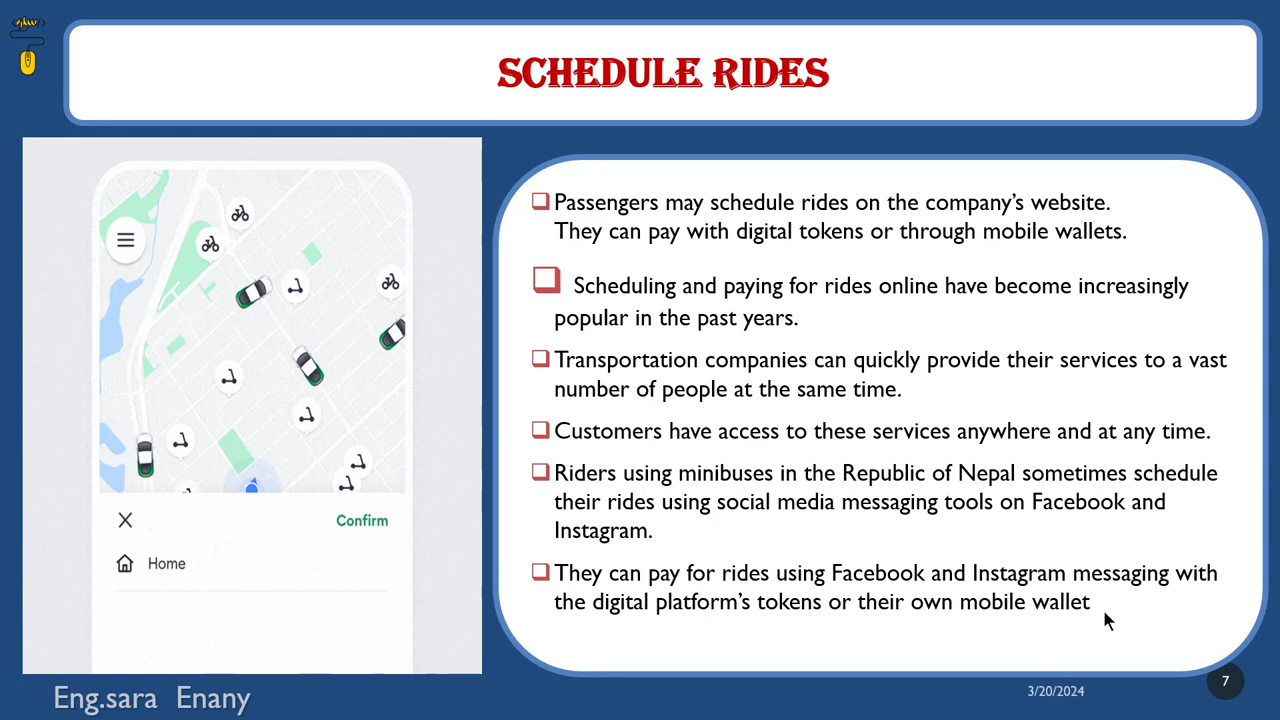 SCHEDULE RIDES
Passengers may schedule rides on the company’s website.
They can pay with digital tokens or through mobile wallets.
Scheduling and paying for rides online have become increasingly
popular in the past years.
Transportation companies can quickly provide their services to a vast
number of people at the same time.
Customers have access to these services anywhere and at any time.
Riders using minibuses in the Republic of Nepal sometimes schedule
their rides using social media messaging tools on Facebook and
Instagram.
They can pay for rides using Facebook and Instagram messaging with
the digital platform’s tokens or their own mobile wallet
Confirm
Home
Eng.sara Enany
3/20/2024
7